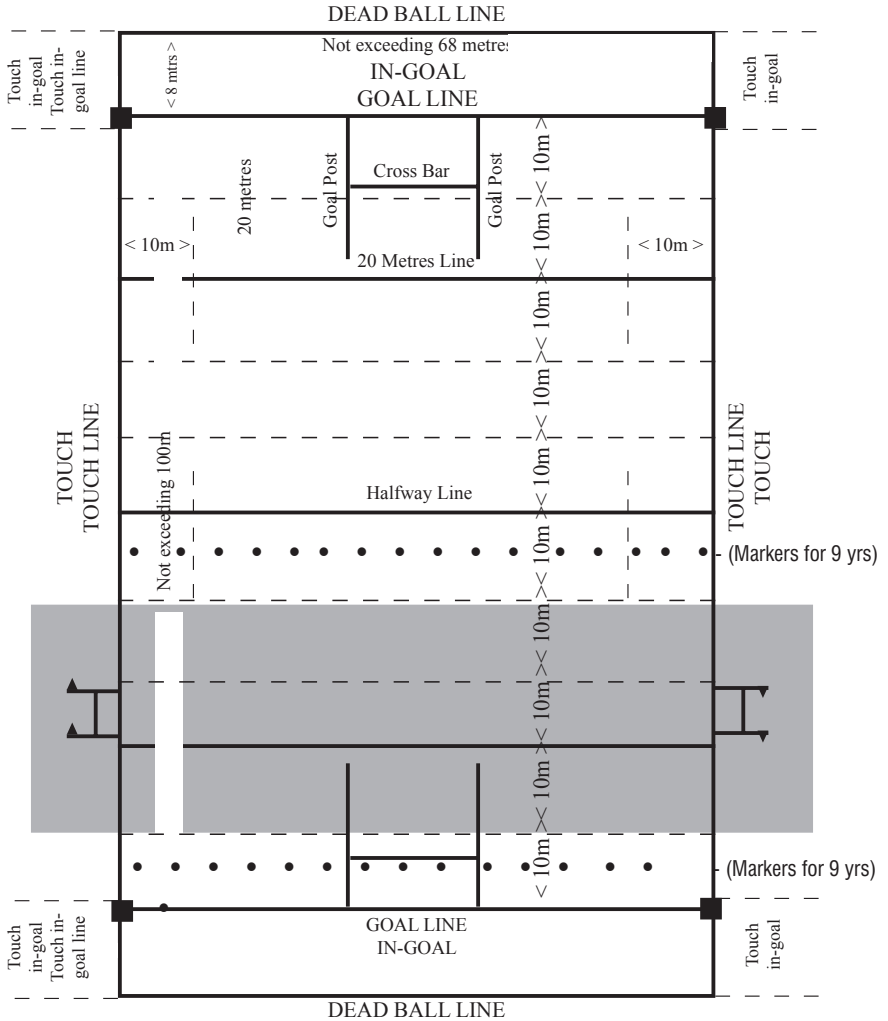 DEAD BALL LINE
Not exceeding 68 metres
IN-GOAL
GOAL LINE
< 8 mtrs >
Touch
in-goal
Touch in-
goal line
Touch
in-goal
Goal Post
Cross Bar
Goal Post
20 metres
< 10m >
< 10m >
20 Metres Line
< 10m >
< 10m >
< 10m >
< 10m >
< 10m >
< 10m >
< 10m >
< 10m >
< 10m >
< 10m
TOUCH
TOUCH LINE
TOUCH LINE
TOUCH
Not exceeding 100m
Halfway Line
(Markers for 9 yrs)
(Markers for 9 yrs)
Touch
in-goal
Touch in-
goal line
GOAL LINE
IN-GOAL
Touch
in-goal
DEAD BALL LINE